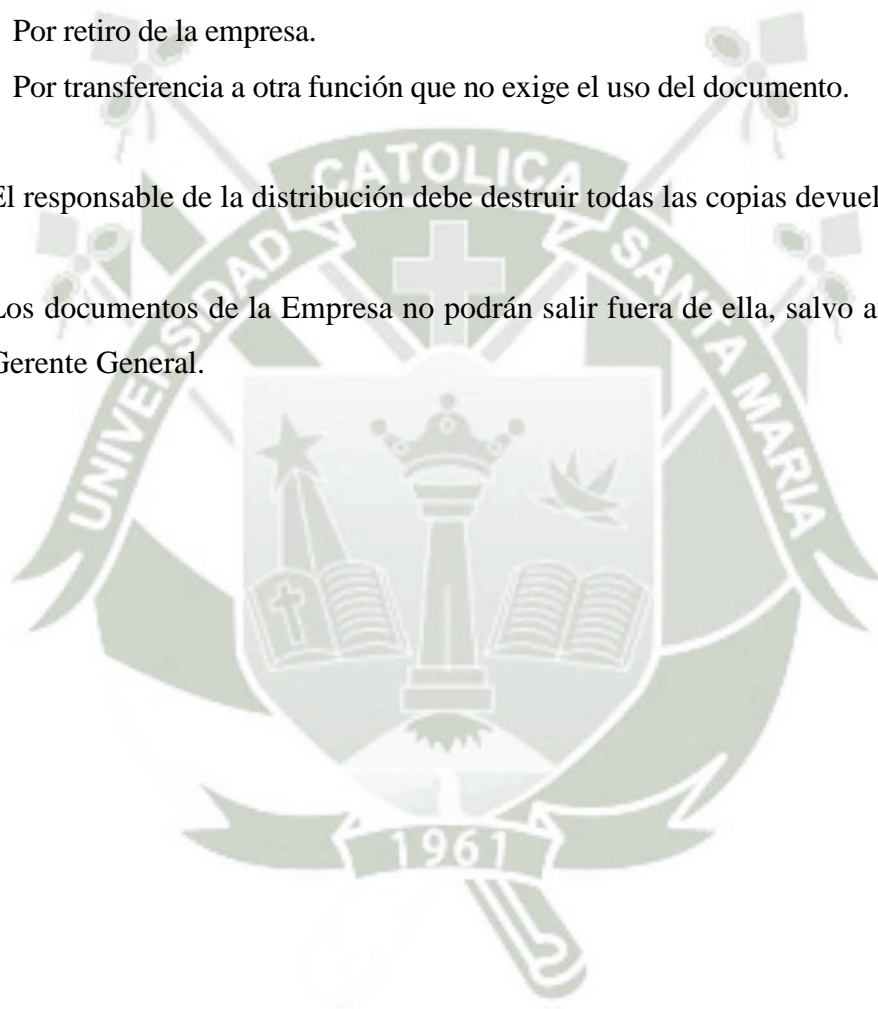 Por retiro de la empresa.
Por transferencia a otra función que no exige el uso del documento.
CATOLICA
El responsable de la distribución debe destruir todas las copias
UNIVERSIDAD
SANTA MARIA
Los documentos de la Empresa no podrán salir fuera de ella, salvo
Gerente General.
1961